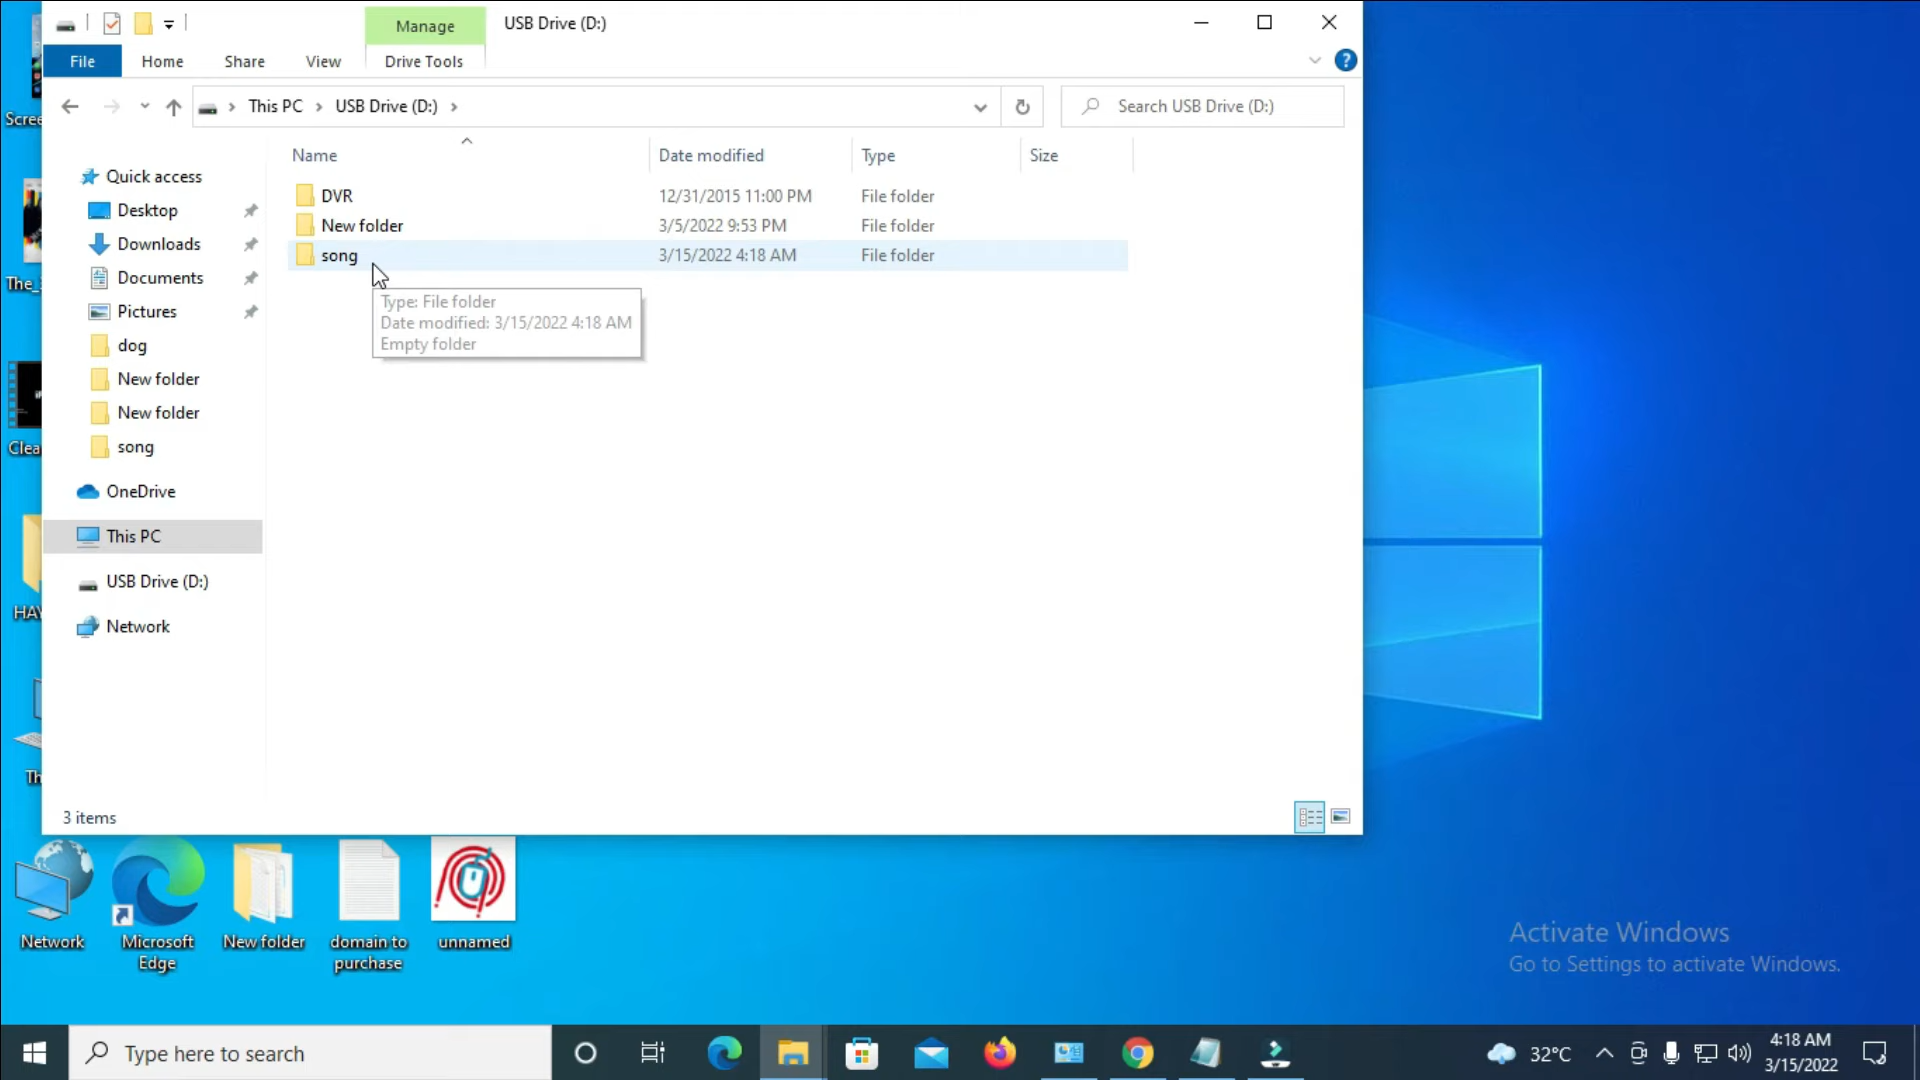 Manage
USB Drive (D:)
File
Home
Share
View
Drive Tools
This PC
USB Drive (D:)
Search USB Drive (D:)
Name
Date modified
Type
Size
DVR
12/31/2015 11:00 PM
File folder
New folder
3/5/2022 9:53 PM
File folder
song
3/15/2022 4:18 AM
File folder
Type: File folder
Date modified: 3/15/2022 4:18 AM
Empty folder
Quick access
Desktop
Downloads
Documents
Pictures
dog
New folder
New folder
song
OneDrive
This PC
USB Drive (D:)
Network
3 items
Scree
The_
Clea
HAV
Th
Network
Microsoft
Edge
New folder
domain to
purchase
unnamed
Activate Windows
Go to Settings to activate Windows.
Type here to search
32°C
4:18 AM
3/15/2022